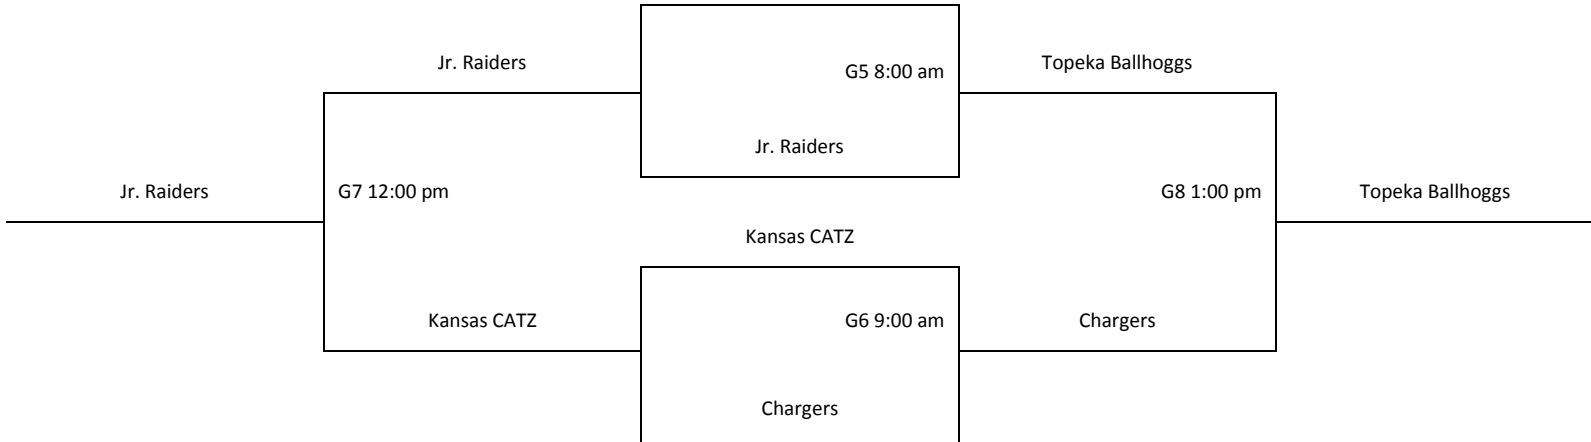 Jr. Raiders
Topeka Ballhoggs
G5 8:00 am
Jr. Raiders
Jr. Raiders
G7 12:00 pm
G8 1:00 pm
Topeka Ballhoggs
Kansas CATZ
Kansas CATZ
G6 9:00 am
Chargers
Chargers